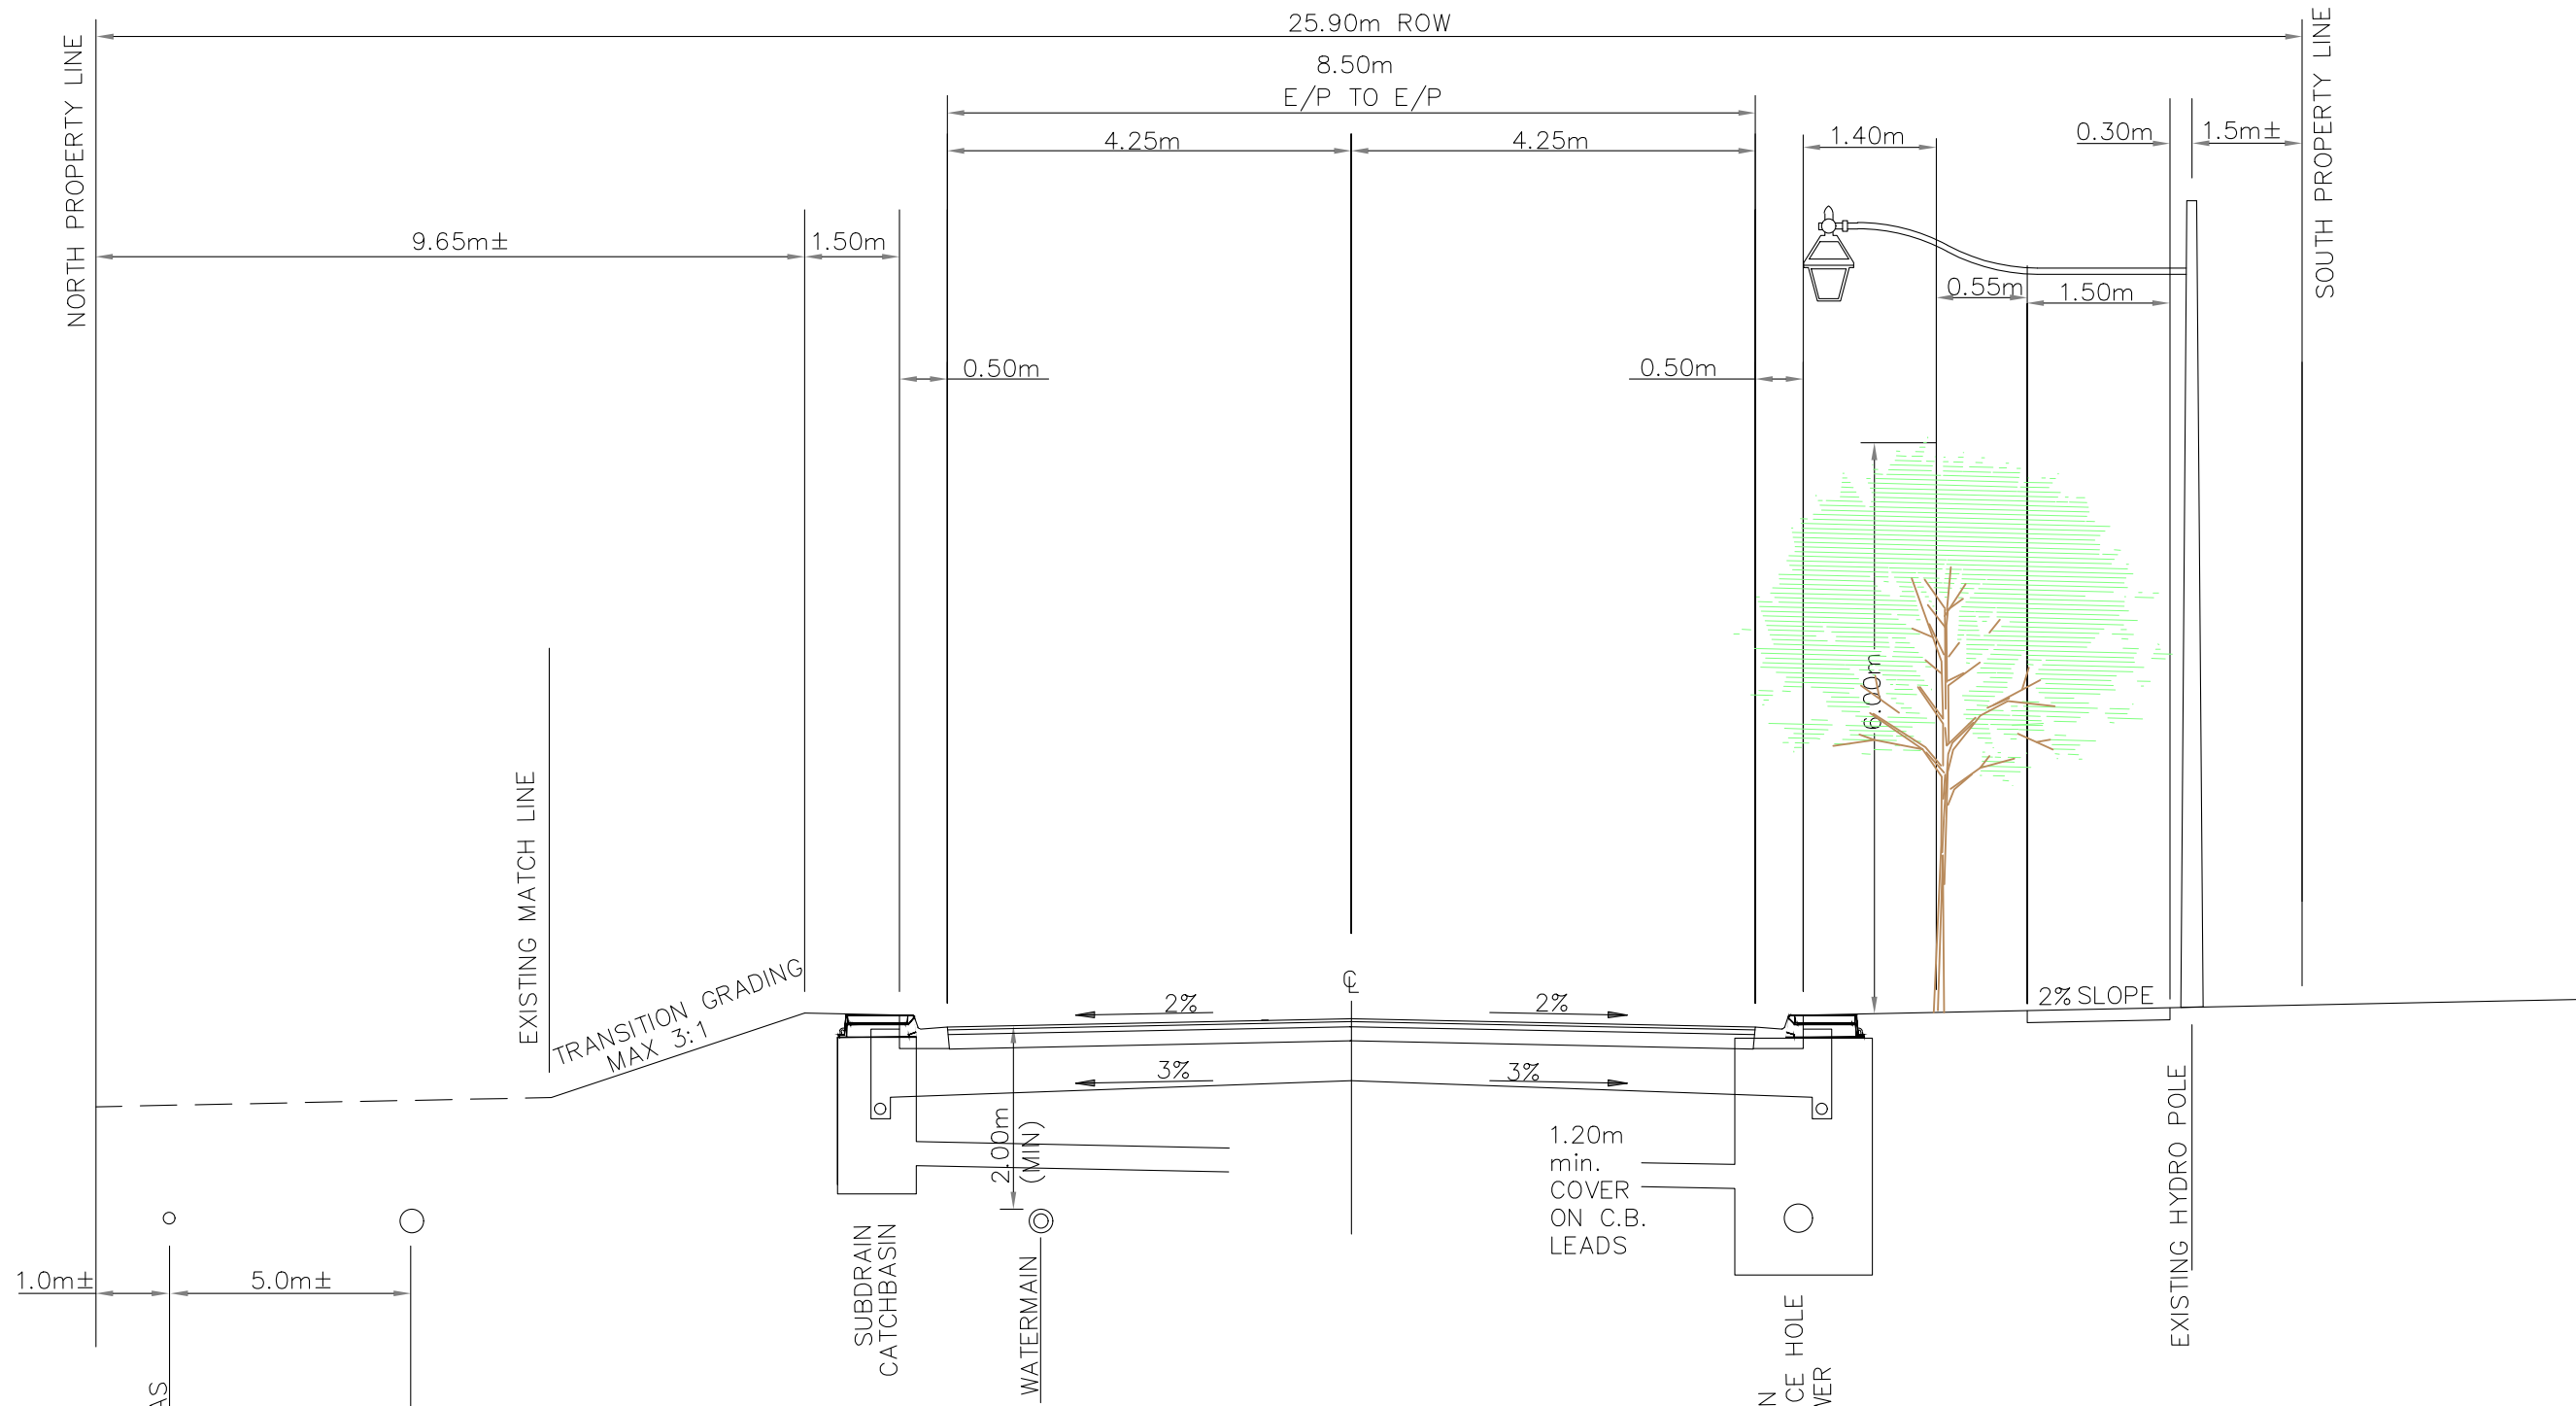 25.90m ROW
8.50m
E/P TO E/P
4.25m
4.25m
1.40m
0.30m
1.5m±
NORTH PROPERTY LINE
SOUTH PROPERTY LINE
9.65m±
1.50m
0.55m
1.50m
0.50m
0.50m
6.00m
EXISTING MATCH LINE
TRANSITION GRADING
MAX 3:1
℄
2%
2%
2% SLOPE
3%
3%
2.00m
(MIN)
1.20m
min.
COVER
ON C.B.
LEADS
1.0m±
5.0m±
SUBDRAIN
CATCHBASIN
WATERMAIN
CE HOLE
EXISTING HYDRO POLE